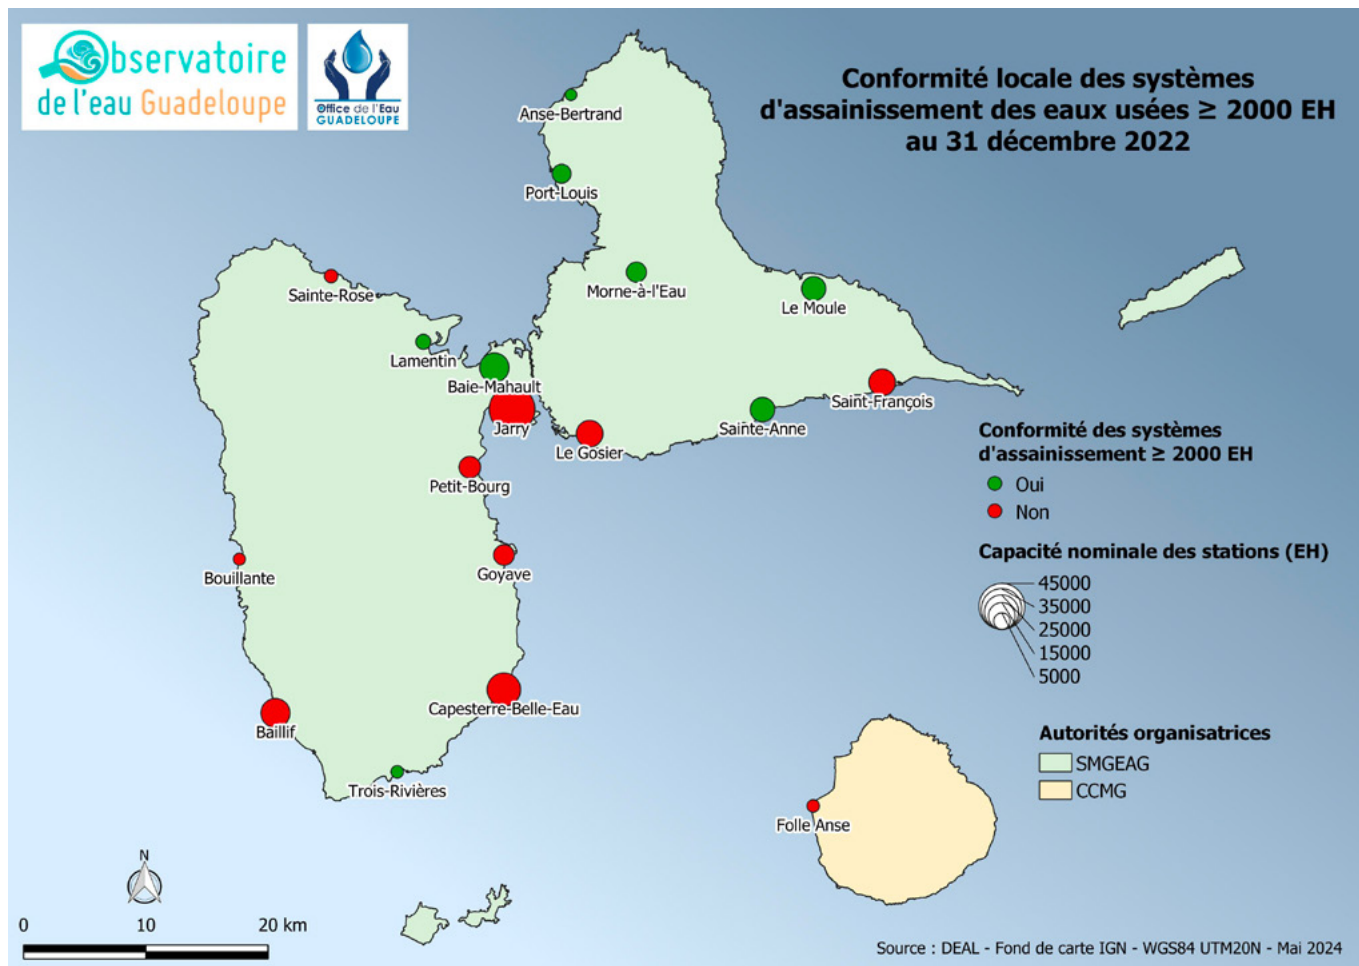 Observatoire
de l'eau Guadeloupe
Office de l'Eau
GUADELOUPE
Conformité locale des systèmes
d'assainissement des eaux usées ≥ 2000 EH
au 31 décembre 2022
Anse-Bertrand
Port-Louis
Morne-à-l'Eau
Le Moule
Sainte-Rose
Lamentin
Baie-Mahault
Jarry
Le Gosier
Sainte-Anne
Saint-François
Petit-Bourg
Goyave
Bouillante
Capesterre-Belle-Eau
Baillif
Trois-Rivières
Folle Anse
Conformité des systèmes
d'assainissement ≥ 2000 EH
Oui
Non
Capacité nominale des stations (EH)
45000
35000
25000
15000
5000
Autorités organisatrices
SMGEAG
CCMG
N
0 10 20 km
Source : DEAL - Fond de carte IGN - WGS84 UTM20N - Mai 2024